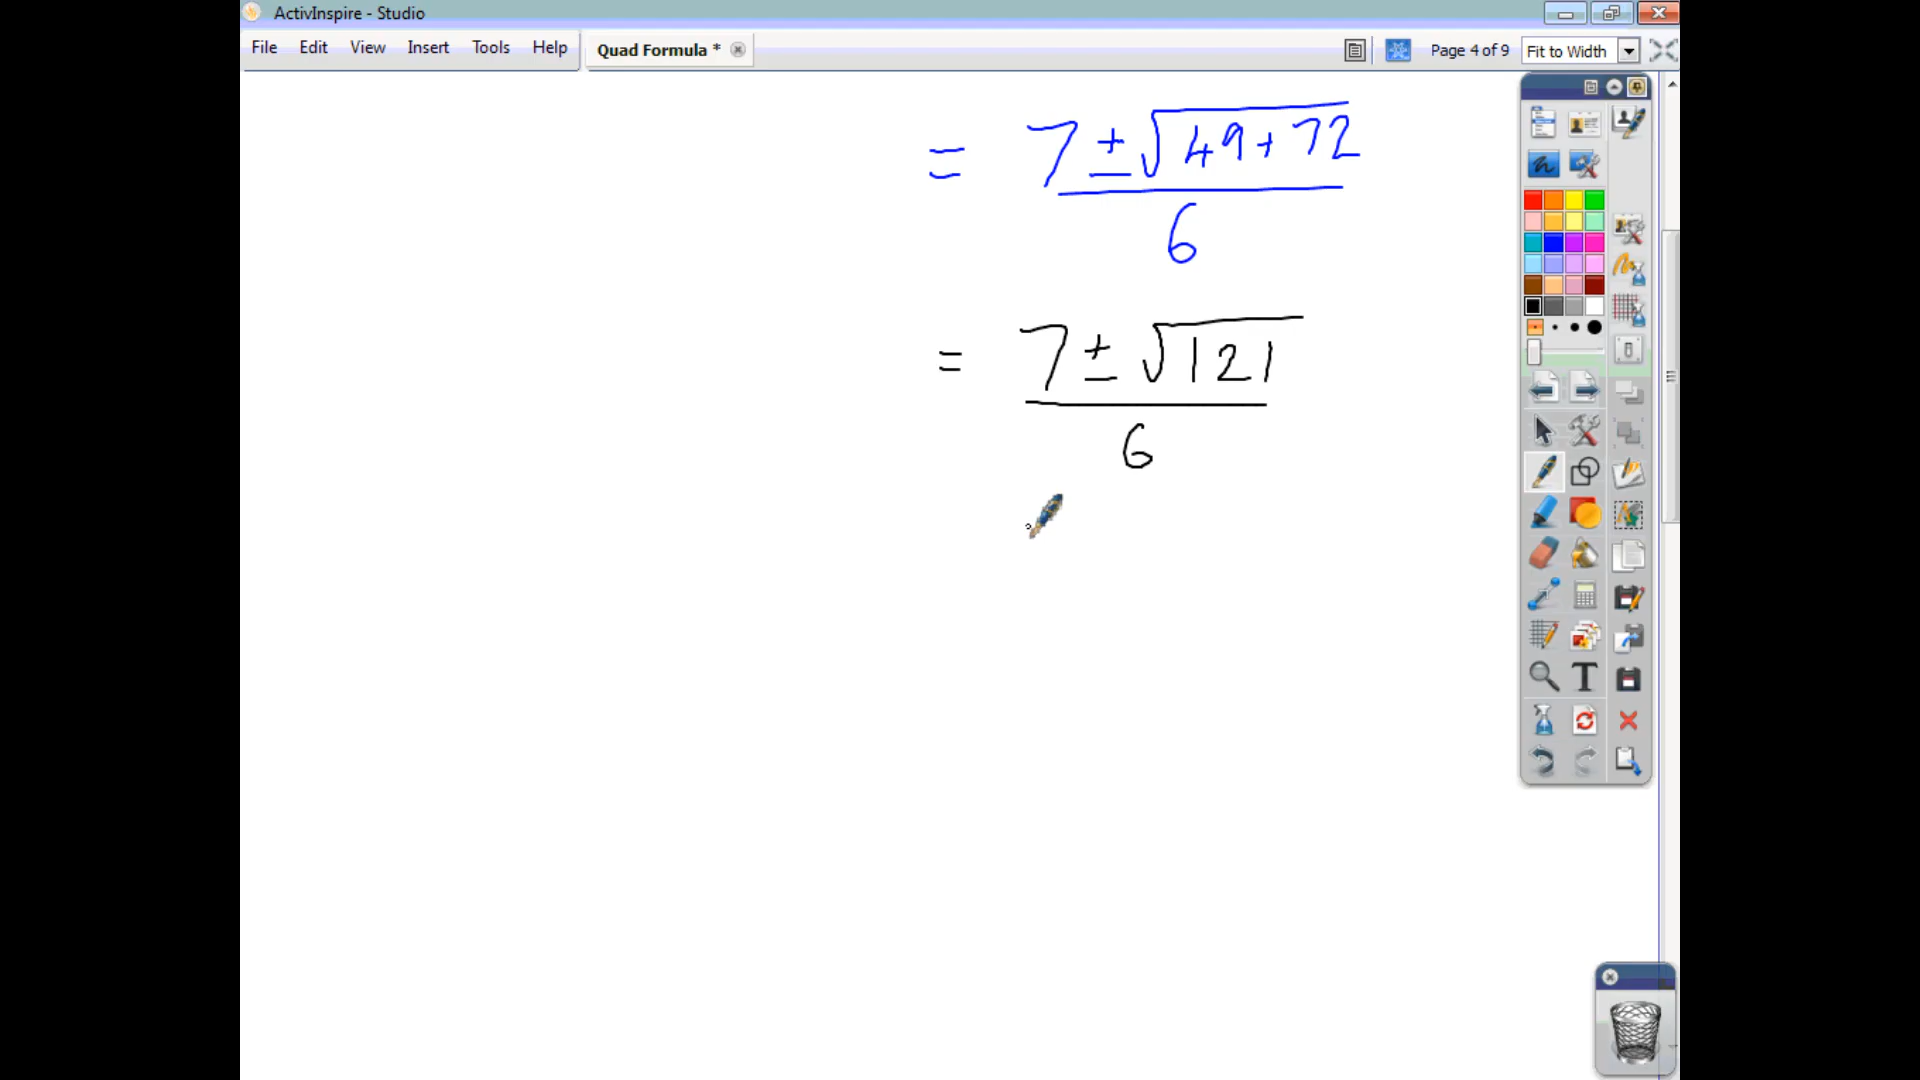 ActivInspire - Studio
File Edit View Insert Tools Help Quad Formula * Page 4 of 9 Fit to Width
= 7 ± √49+72
6
= 7 ± √121
6
T